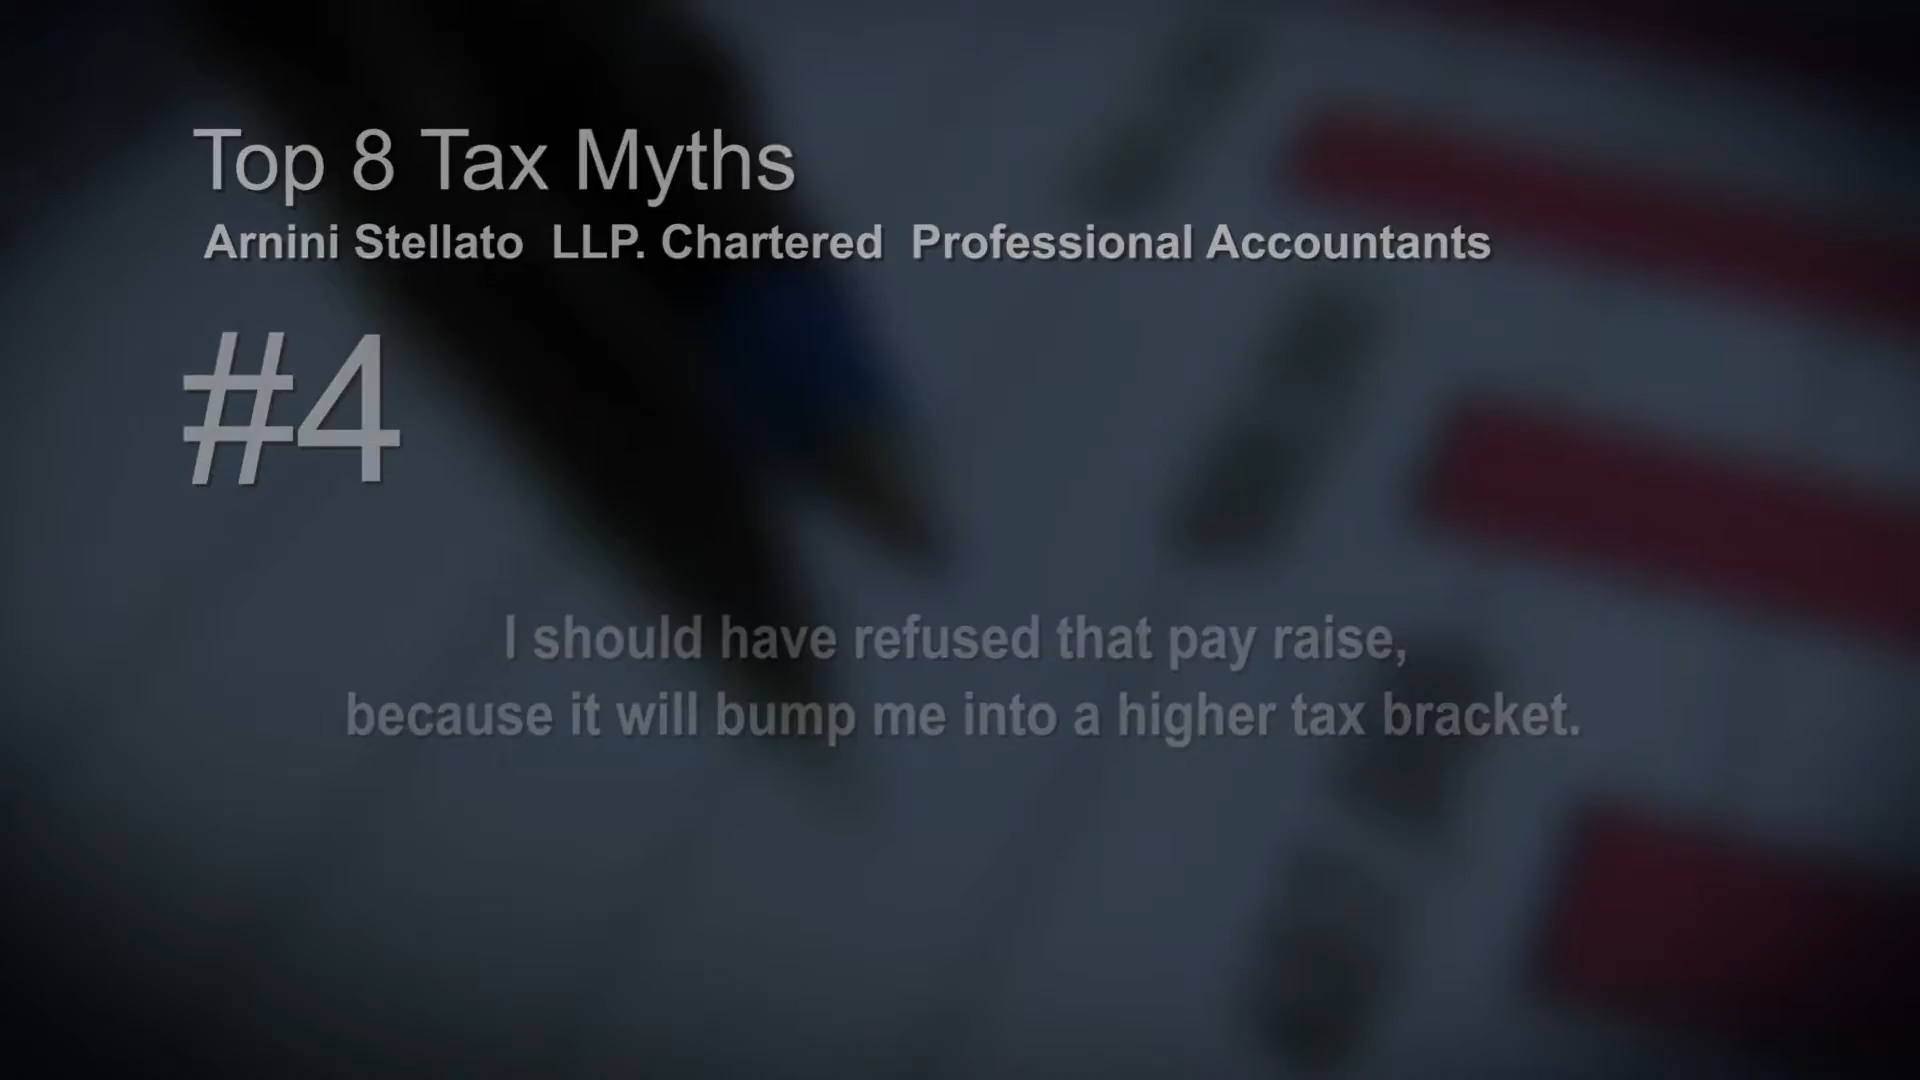 Top 8 Tax Myths
Arnini Stellato LLP. Chartered Professional Accountants
#4
I should have refused that pay raise,
because it will bump me into a higher tax bracket.